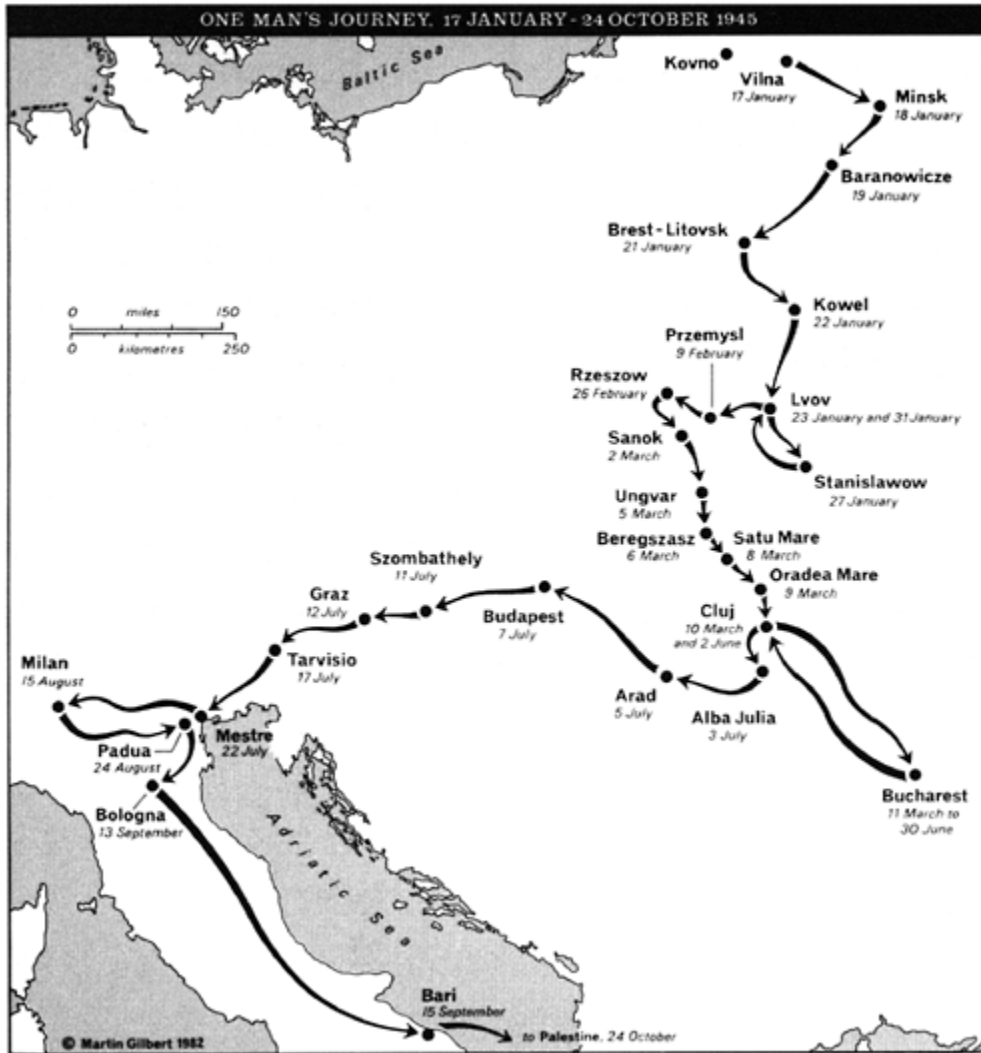 ONE MAN'S JOURNEY, 17 JANUARY - 24 OCTOBER 1945
Baltic Sea
Kovno
Vilna
17 January
Minsk
18 January
Baranowicze
19 January
Brest-Litovsk
21 January
Kowel
22 January
0 miles 150
0 kilometres 250
Przemysl
9 February
Rzeszow
26 February
Lvov
23 January and 31 January
Sanok
2 March
Stanislawow
27 January
Ungvar
5 March
Beregszasz
6 March
Satu Mare
8 March
Oradea Mare
9 March
Szombathely
11 July
Graz
12 July
Budapest
7 July
Cluj
10 March
and 2 June
Tarvisio
17 July
Milan
15 August
Arad
5 July
Alba Julia
3 July
Mestre
22 July
Padua
24 August
Bologna
13 September
Bucharest
11 March to
30 June
Adriatic Sea
Bari
15 September
to Palestine, 24 October
© Martin Gilbert 1982